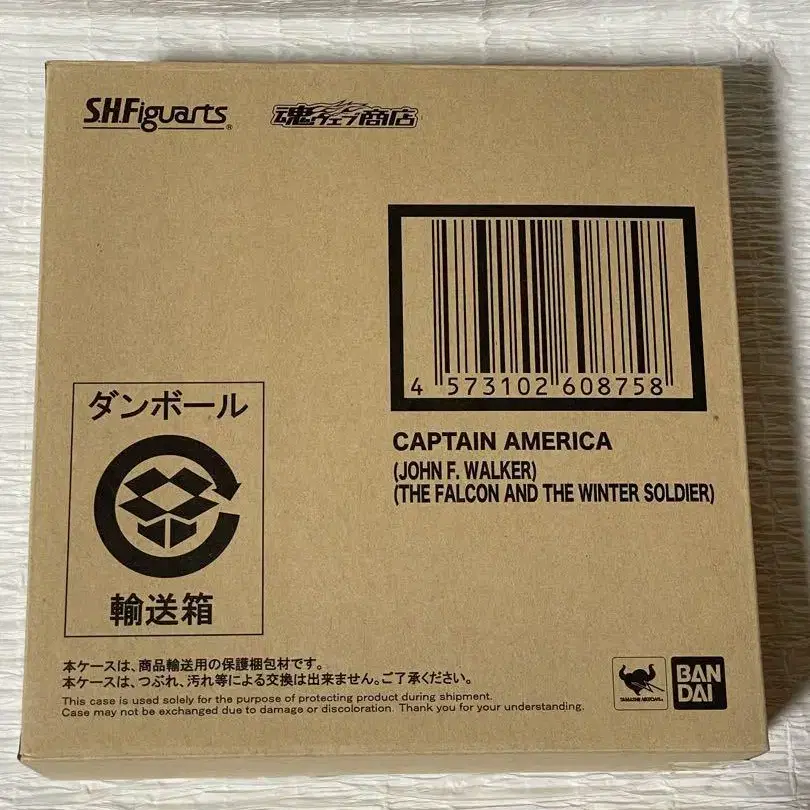 S.H.Figuarts®
魂ウェブ商店
4 573102 608758
CAPTAIN AMERICA
(JOHN F. WALKER)
(THE FALCON AND THE WINTER SOLDIER)
ダンボール
輸送箱
本ケースは、商品輸送用の保護梱包材です。
本ケースは、つぶれ、汚れ等による交換は出来ません。ご了承ください。
This case is used solely for the purpose of protecting product during shipment.
Case may not be exchanged due to damage or discoloration. Thank you for your understanding.
TAMASHII NATIONS
BAN
DAI